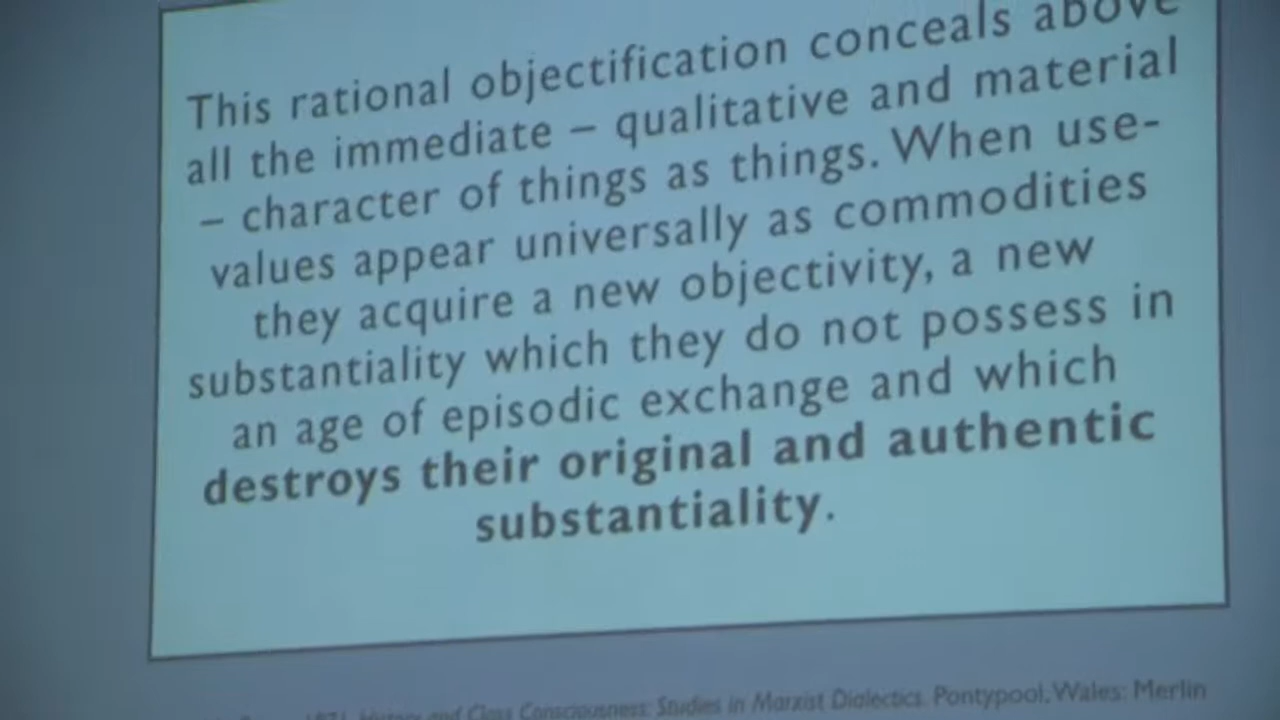 This rational objectification conceals above
all the immediate – qualitative and material
– character of things as things. When use-
values appear universally as commodities
they acquire a new objectivity, a new
substantiality which they do not possess in
an age of episodic exchange and which
destroys their original and authentic
substantiality.
1971. History and Class Consciousness: Studies in Marxist Dialectics. Pontypool, Wales: Merlin